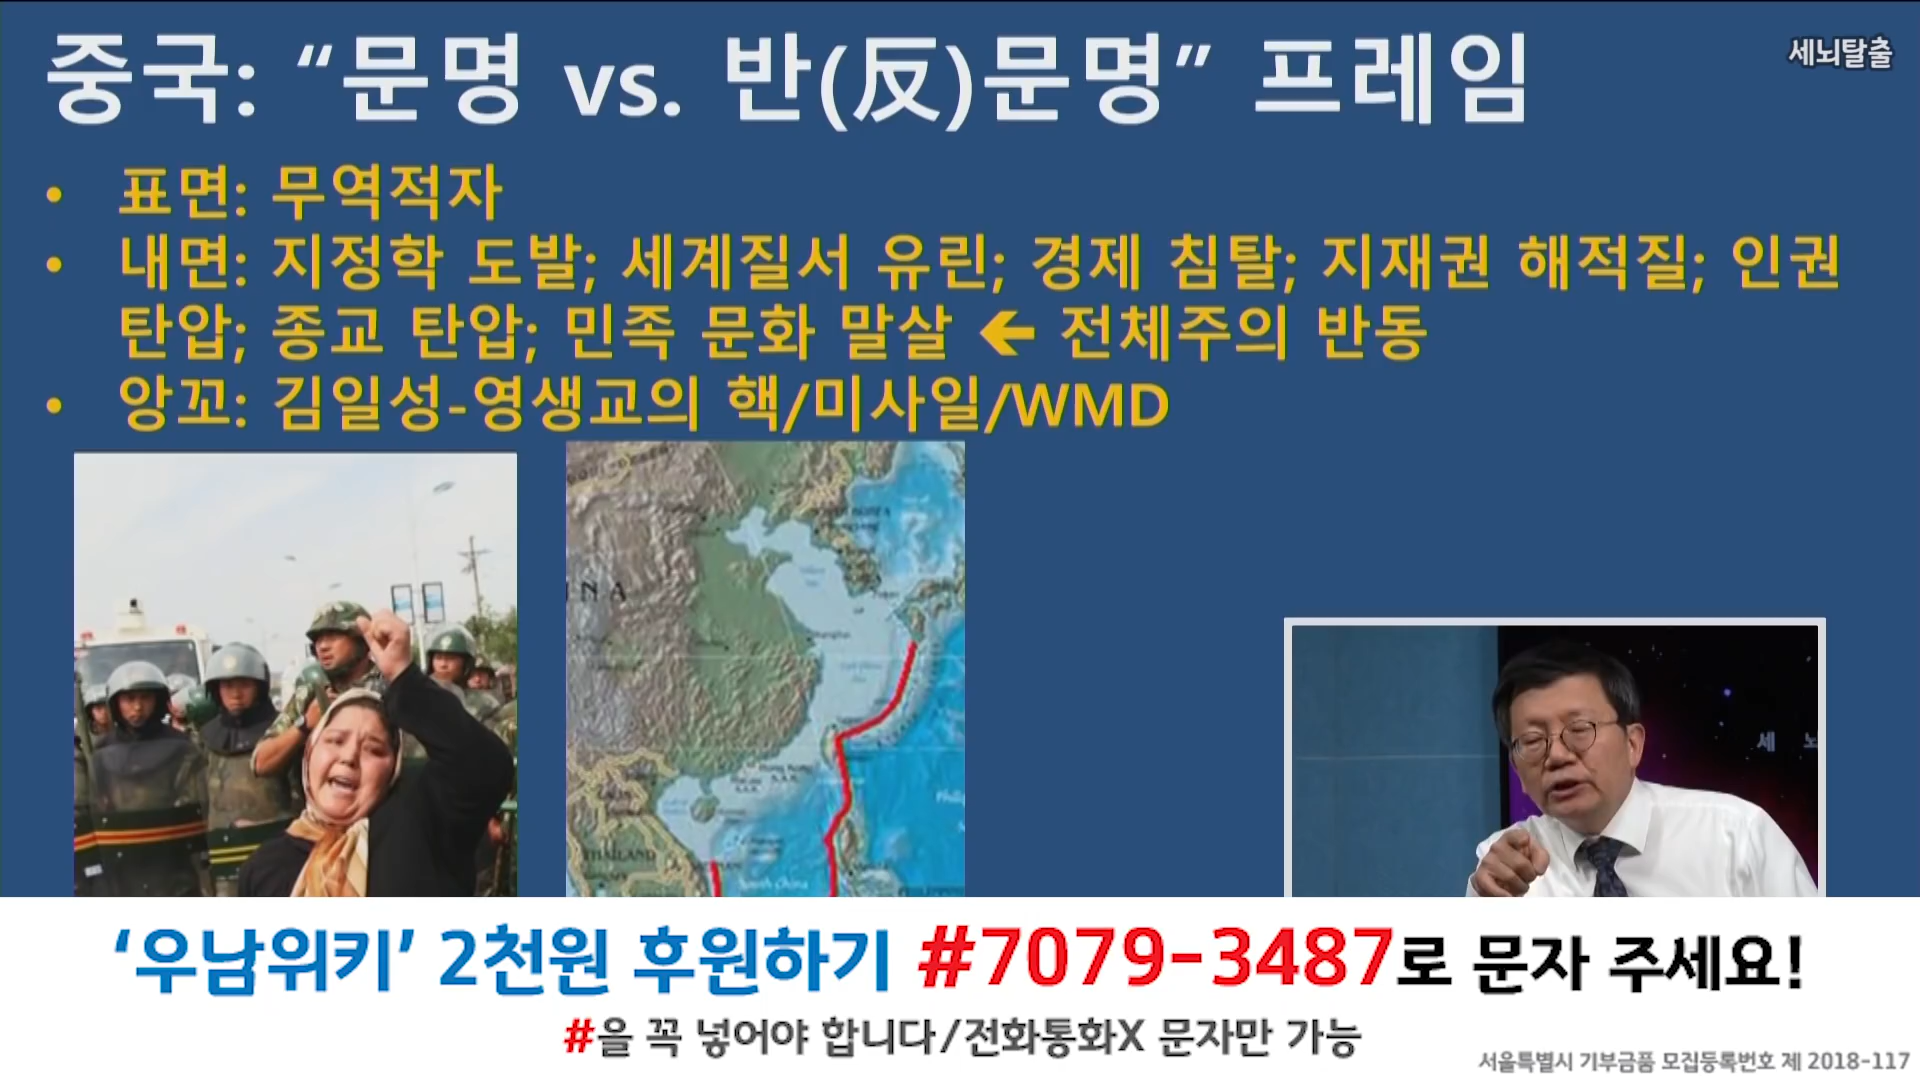 중국: “문명 vs. 반(反)문명” 프레임
세뇌탈출
• 표면: 무역적자
• 내면: 지정학 도발; 세계질서 유린; 경제 침탈; 지재권 해적질; 인권
탄압; 종교 탄압; 민족 문화 말살 ← 전체주의 반동
• 앙꼬: 김일성-영생교의 핵/미사일/WMD
INA
THAILAND
South China
세 뇌
‘우남위키’ 2천원 후원하기 #7079-3487로 문자 주세요!
#을 꼭 넣어야 합니다/전화통화X 문자만 가능
서울특별시 기부금품 모집등록번호 제 2018-117